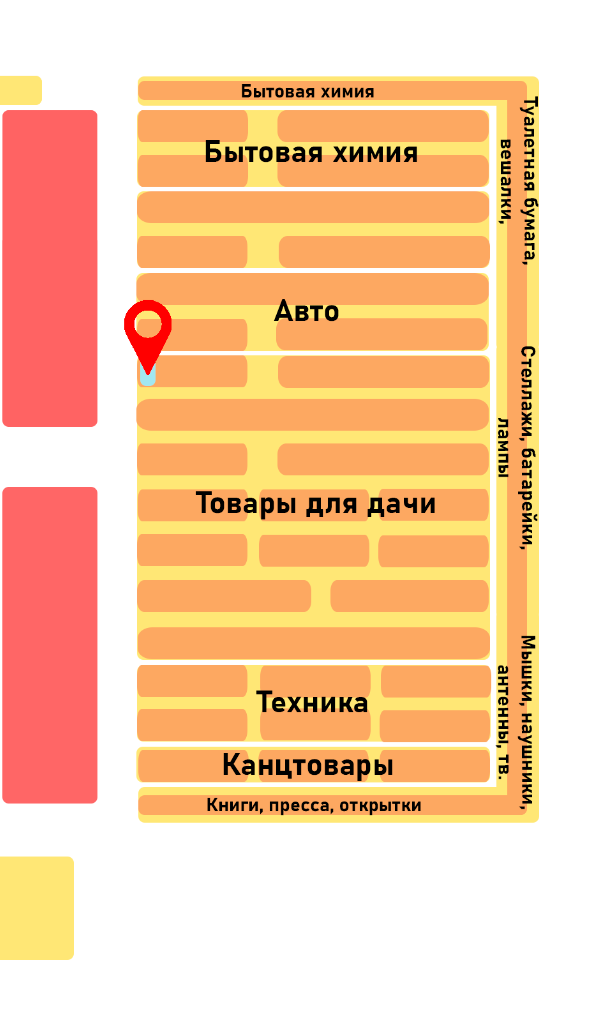 Бытовая химия
Бытовая химия
Туалетная бумага,
вешалки,
Авто
Стеллажи, батарейки,
лампы
Товары для дачи
Мышки, наушники,
антенны, тв.
Техника
Канцтовары
Книги, пресса, открытки